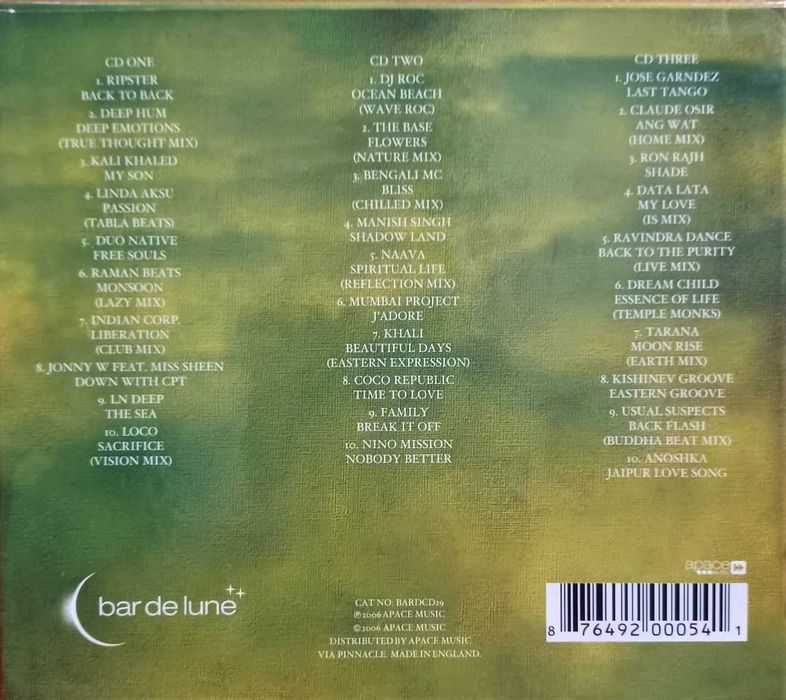 CD ONE
1. RIPSTER
BACK TO BACK
2. DEEP HUM
DEEP EMOTIONS
(TRUE THOUGHT MIX)
3. KALI KHALED
MY SON
4. LINDA AKSU
PASSION
(TABLA BEATS)
5. DUO NATIVE
FREE SOULS
6. RAMAN BEATS
MONSOON
(LAZY MIX)
7. INDIAN CORP.
LIBERATION
(CLUB MIX)
8. JONNY W FEAT. MISS SHEEN
DOWN WITH CPT
9. LN DEEP
THE SEA
10. LOCO
SACRIFICE
(VISION MIX)
CD TWO
1. DJ ROC
OCEAN BEACH
(WAVE ROC)
2. THE BASE
FLOWERS
(NATURE MIX)
3. BENGALI MC
BLISS
(CHILLED MIX)
4. MANISH SINGH
SHADOW LAND
5. NAAVA
SPIRITUAL LIFE
(REFLECTION MIX)
6. MUMBAI PROJECT
J'ADORE
7. KHALI
BEAUTIFUL DAYS
(EASTERN EXPRESSION)
8. COCO REPUBLIC
TIME TO LOVE
9. FAMILY
BREAK IT OFF
10. NINO MISSION
NOBODY BETTER
CD THREE
1. JOSE GARNDEZ
LAST TANGO
2. CLAUDE OSIR
ANG WAT
(HOME MIX)
3. RON RAJH
SHADE
4. DATA LATA
MY LOVE
(IS MIX)
5. RAVINDRA DANCE
BACK TO THE PURITY
(LIVE MIX)
6. DREAM CHILD
ESSENCE OF LIFE
(TEMPLE MONKS)
7. TARANA
MOON RISE
(EARTH MIX)
8. KISHINEV GROOVE
EASTERN GROOVE
9. USUAL SUSPECTS
BACK FLASH
(BUDDHA BEAT MIX)
10. ANOSHKA
JAIPUR LOVE SONG
bar de lune
CAT NO: BARDCD29
℗2006 APACE MUSIC
©2006 APACE MUSIC
DISTRIBUTED BY APACE MUSIC
VIA PINNACLE. MADE IN ENGLAND.
apace
MUSIC
8 76492 00054 1